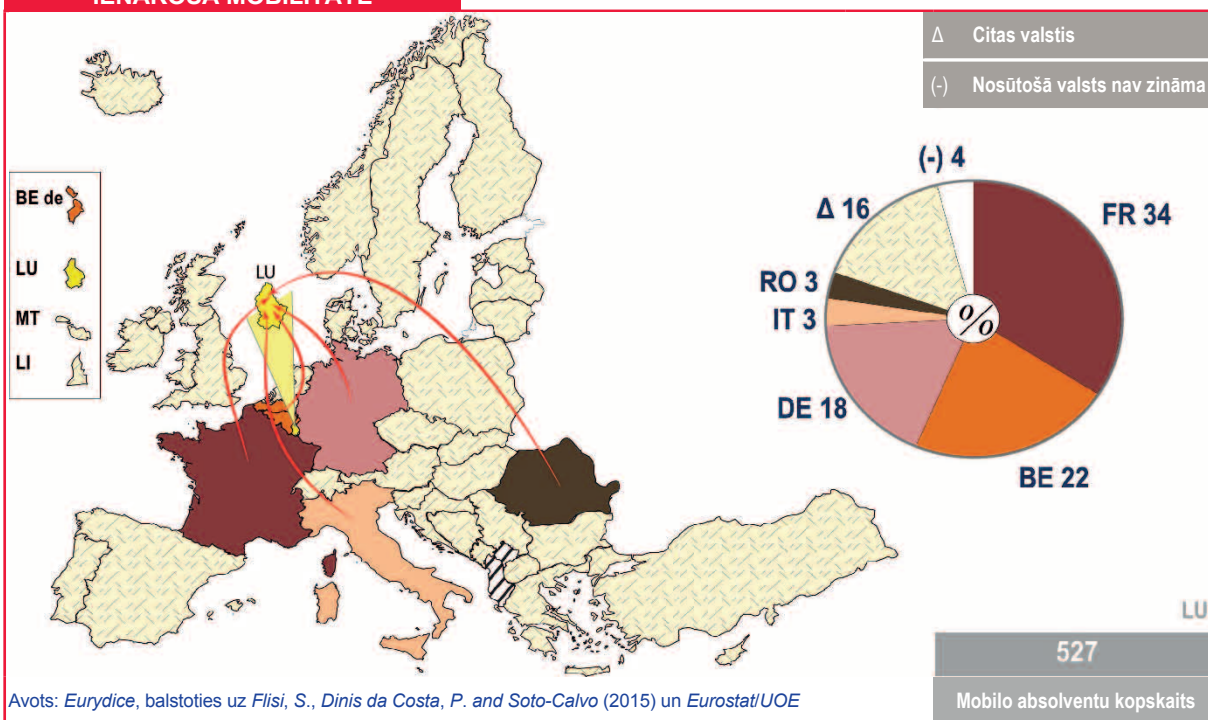 IENĀKOŠĀ MOBILITĀTE
Δ Citas valstis
(-) Nosūtošā valsts nav zināma
BE de
LU
MT
LI
LU
(-) 4
FR 34
Δ 16
RO 3
IT 3
%
DE 18
BE 22
LU
527
Mobilo absolventu kopskaits
Avots: Eurydice, balstoties uz Flisi, S., Dinis da Costa, P. and Soto-Calvo (2015) un Eurostat/UOE